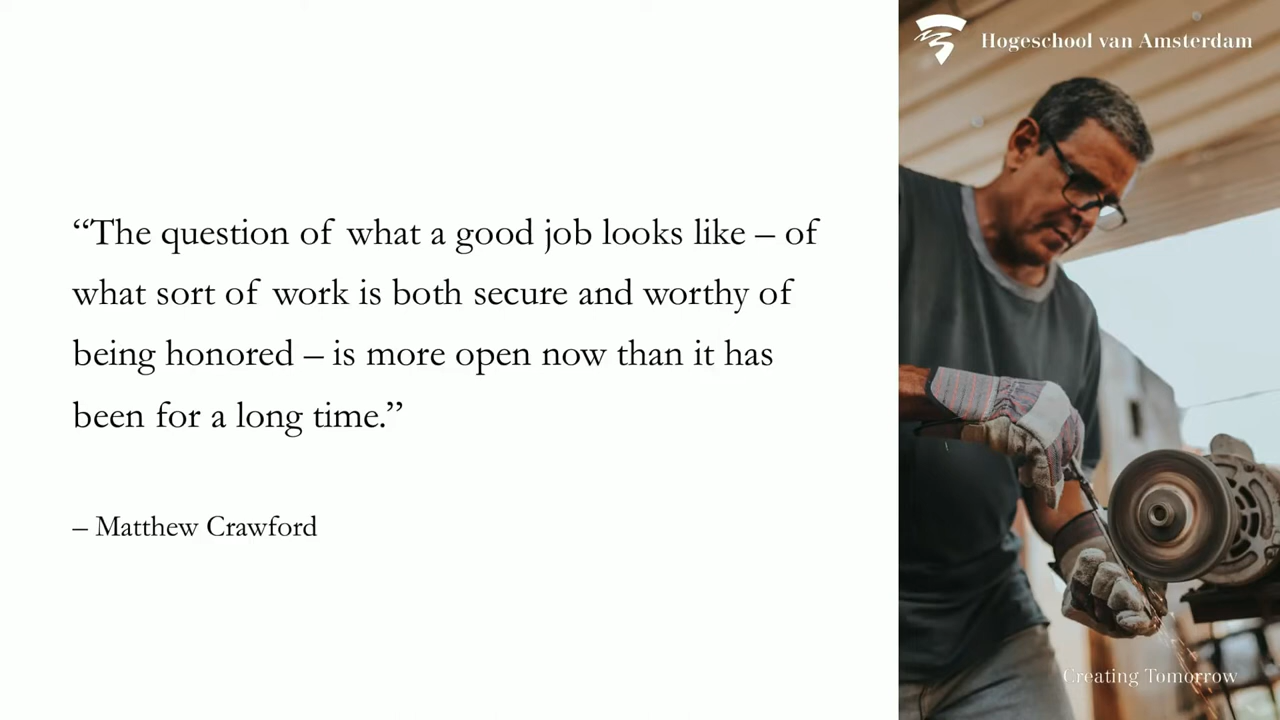 Hogeschool van Amsterdam
“The question of what a good job looks like – of
what sort of work is both secure and worthy of
being honored – is more open now than it has
been for a long time.”
– Matthew Crawford
Creating Tomorrow